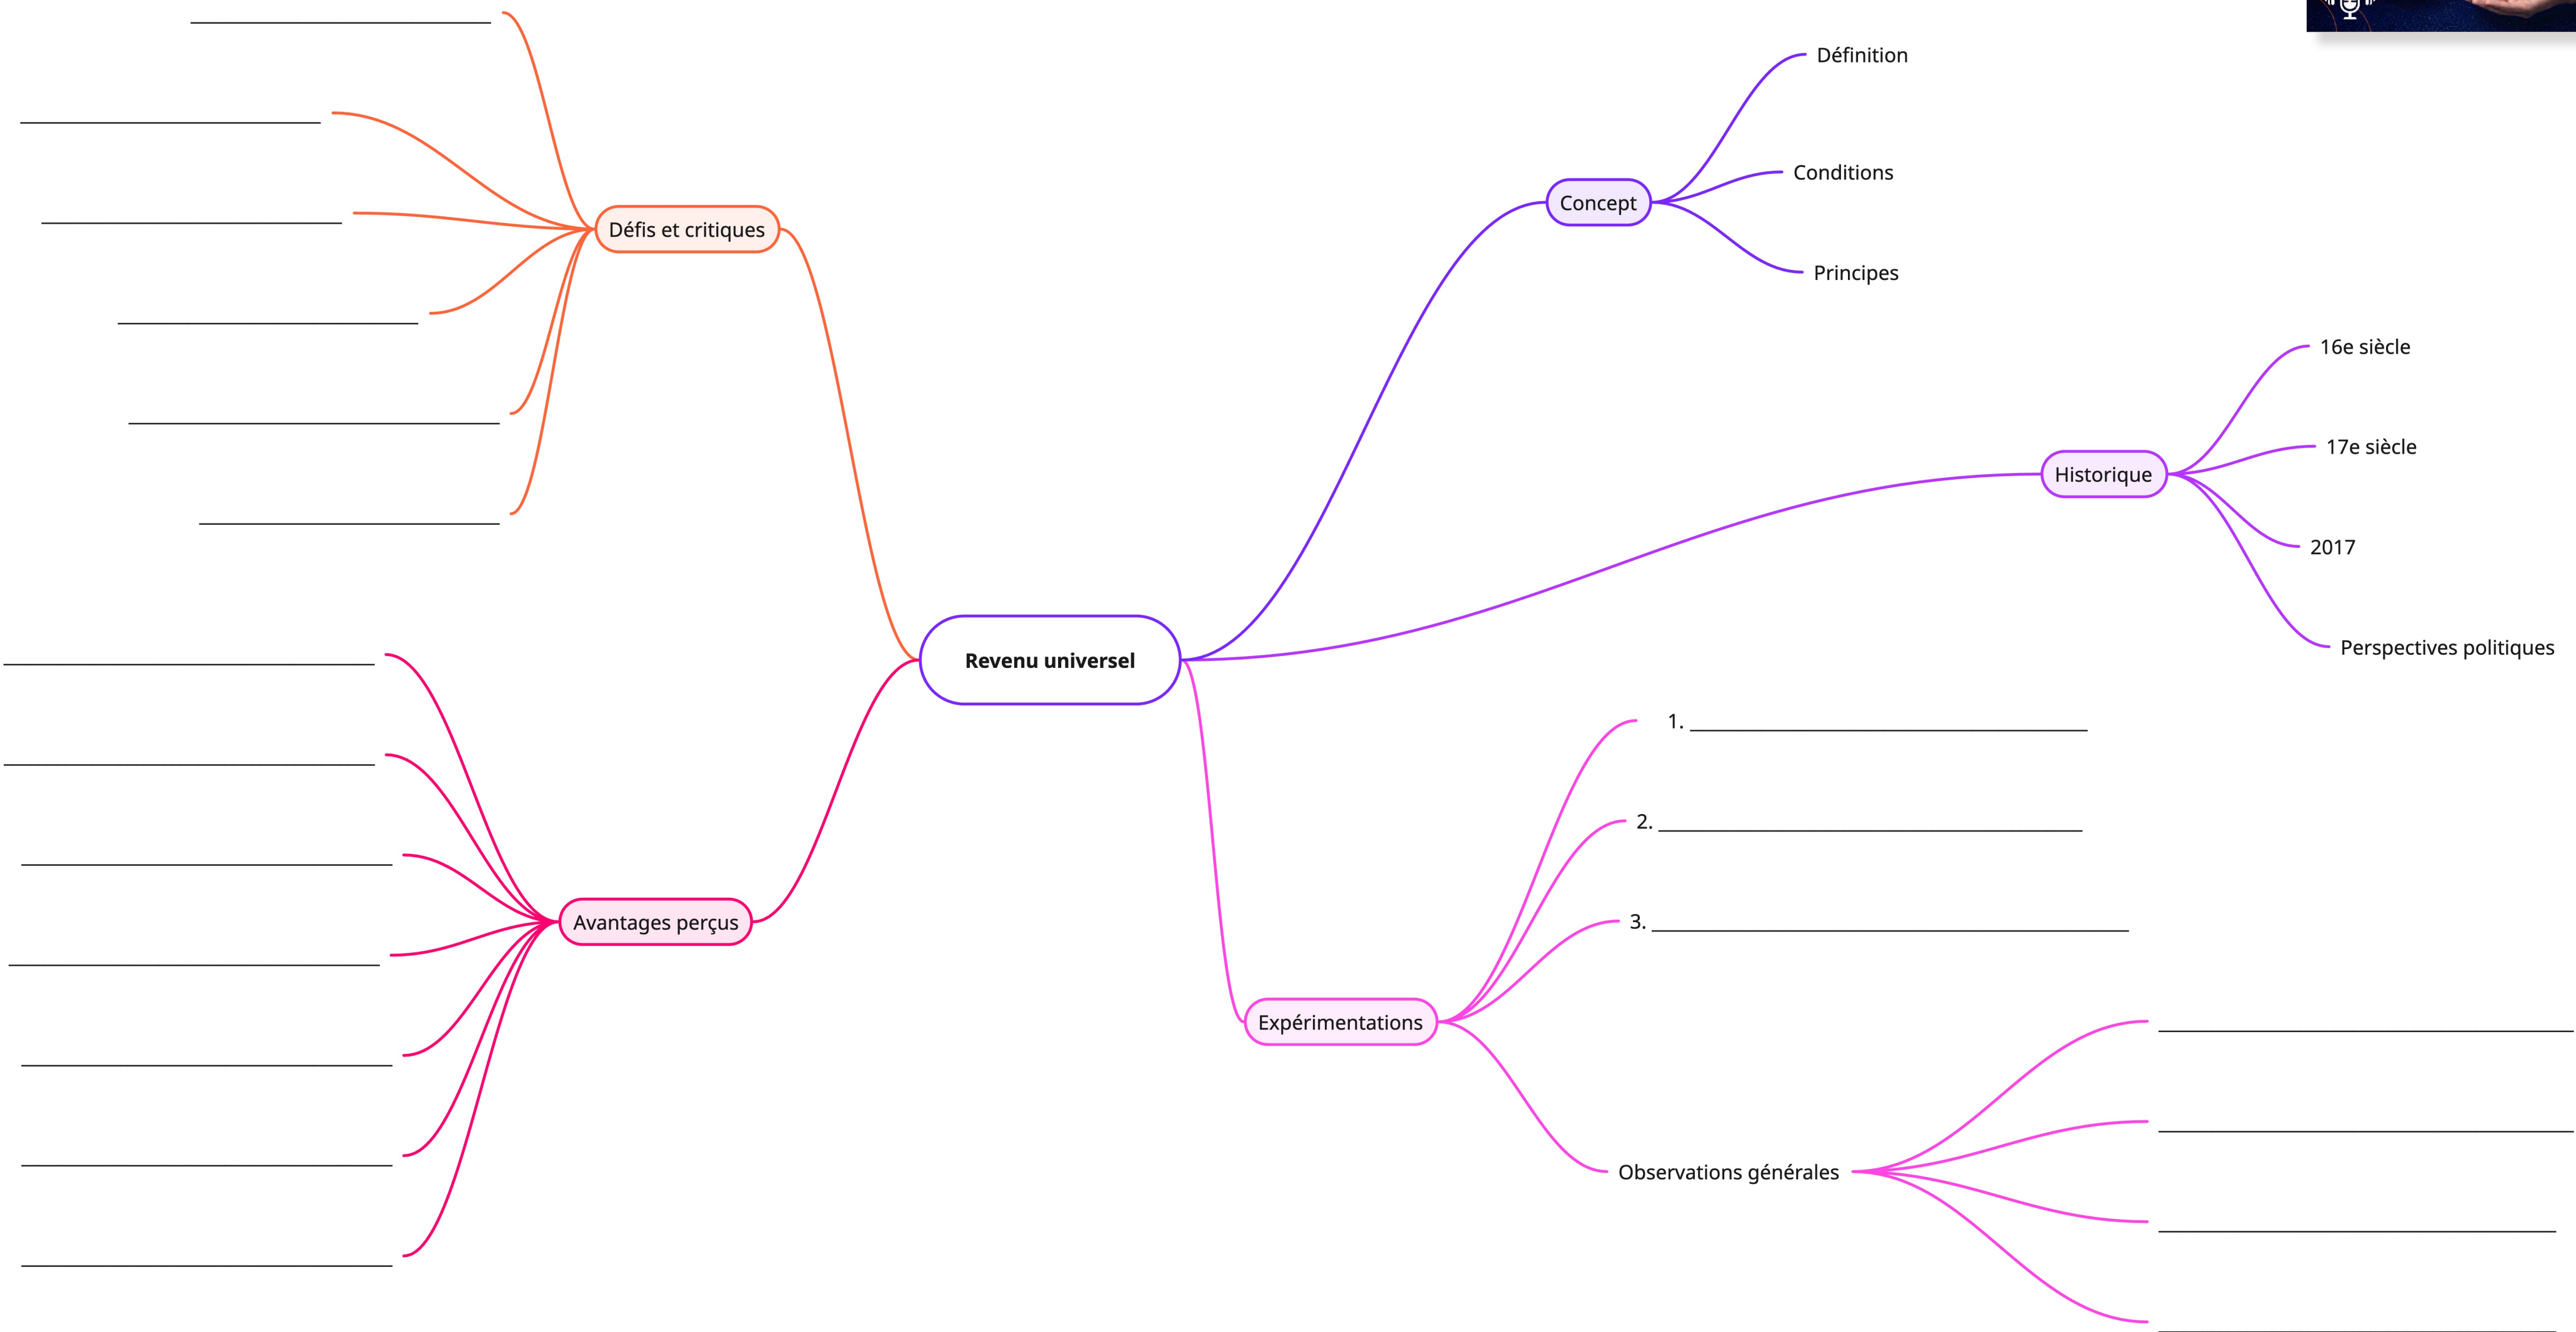 Défis et critiques
Avantages perçus
Revenu universel
Concept
Définition
Conditions
Principes
Historique
16e siècle
17e siècle
2017
Perspectives politiques
Expérimentations
1.
2.
3.
Observations générales